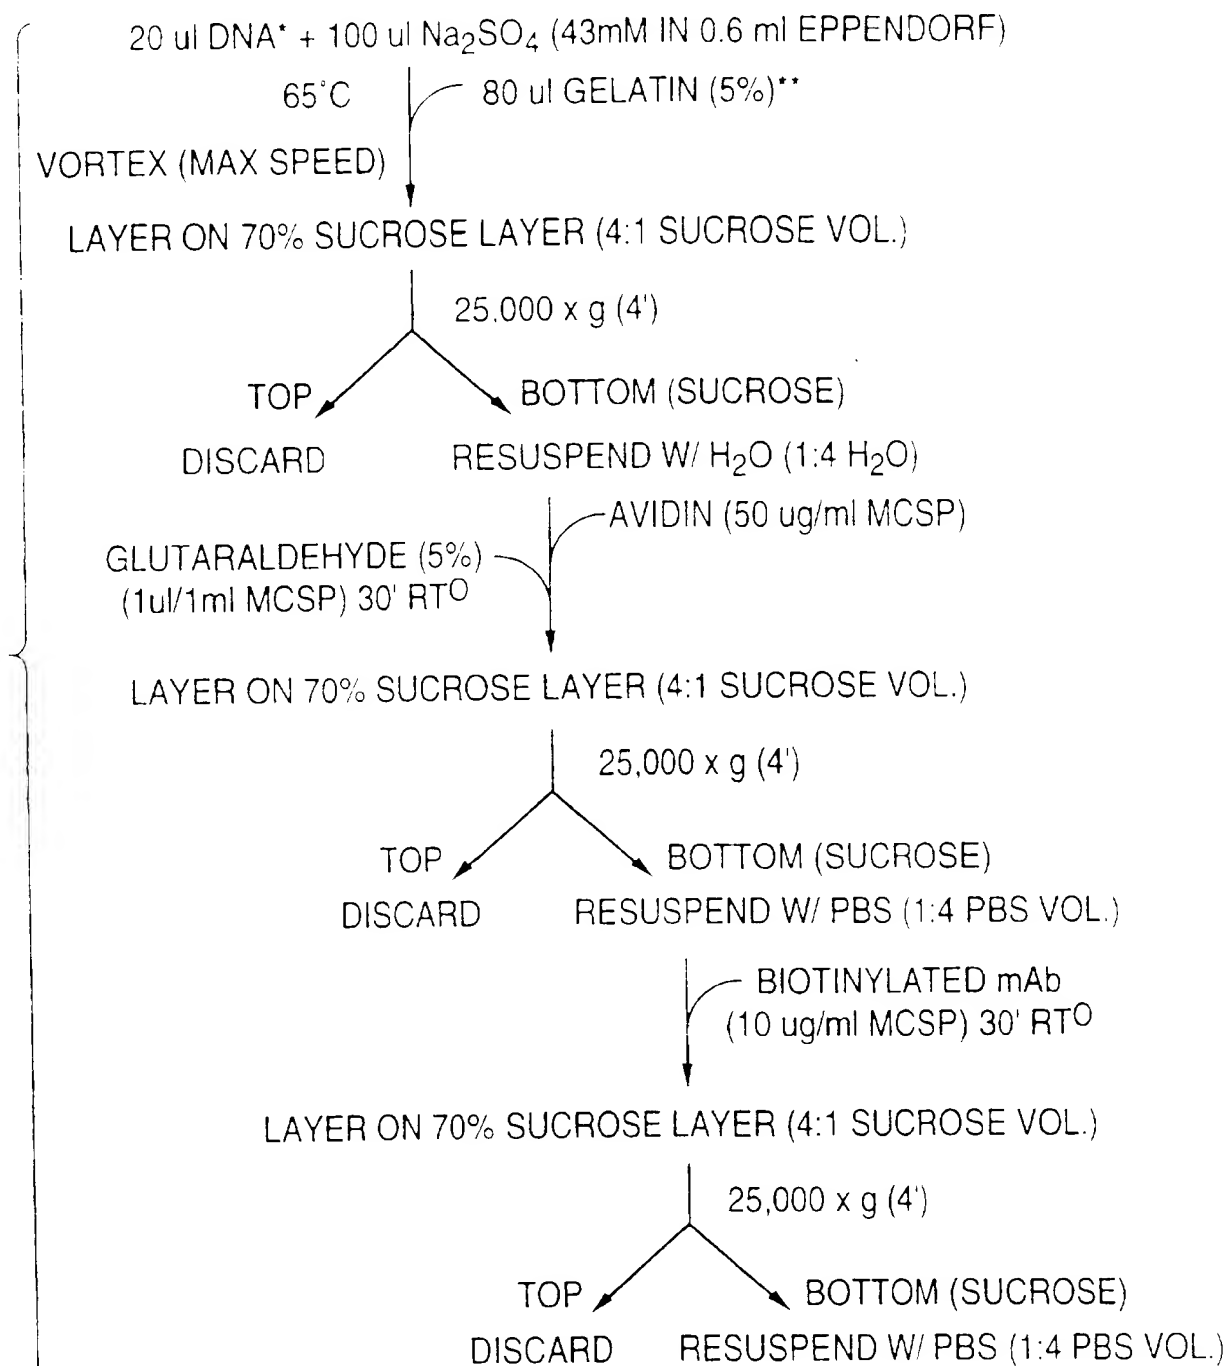 20 ul DNA* + 100 ul Na₂SO₄ (43mM IN 0.6 ml EPPENDORF)
65°C
80 ul GELATIN (5%)**
VORTEX (MAX SPEED)
LAYER ON 70% SUCROSE LAYER (4:1 SUCROSE VOL.)
25,000 x g (4')
TOP
BOTTOM (SUCROSE)
DISCARD
RESUSPEND W/ H₂O (1:4 H₂O)
AVIDIN (50 ug/ml MCSP)
GLUTARALDEHYDE (5%)
(1ul/1ml MCSP) 30' RTO
LAYER ON 70% SUCROSE LAYER (4:1 SUCROSE VOL.)
25,000 x g (4')
TOP
BOTTOM (SUCROSE)
DISCARD
RESUSPEND W/ PBS (1:4 PBS VOL.)
BIOTINYLATED mAb
(10 ug/ml MCSP) 30' RTO
LAYER ON 70% SUCROSE LAYER (4:1 SUCROSE VOL.)
25,000 x g (4')
TOP
BOTTOM (SUCROSE)
DISCARD
RESUSPEND W/ PBS (1:4 PBS VOL.)